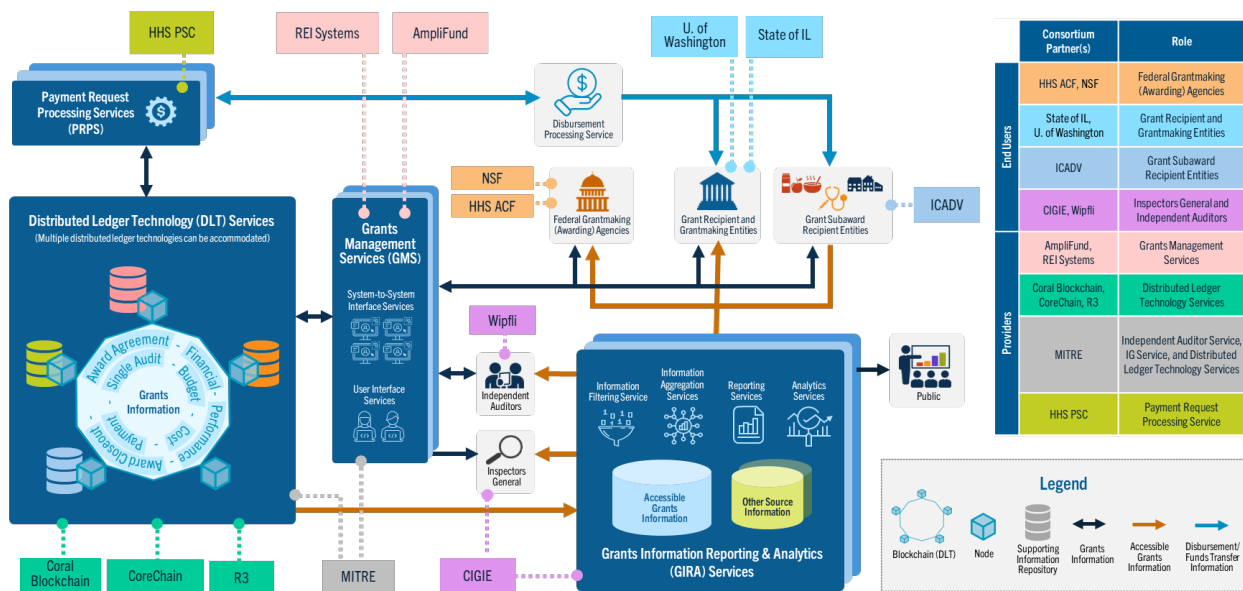 HHS PSC
REI Systems
AmpliFund
U. of
Washington
State of IL
Payment Request
Processing Services
(PRPS)
Disbursement
Processing Service
NSF
HHS ACF
Federal Grantmaking
(Awarding) Agencies
Grant Recipient and
Grantmaking Entities
Grant Subaward
Recipient Entities
ICADV
Distributed Ledger Technology (DLT) Services
(Multiple distributed ledger technologies can be accommodated)
Award Agreement - Financial - Performance - Award Closeout -
Single Audit - Budget - Cost - Payment -
Grants
Information
Grants
Management
Services (GMS)
System-to-System
Interface Services
User Interface
Services
Wipfli
Independent
Auditors
Inspectors
General
Information
Filtering Service
Information
Aggregation
Services
Reporting
Services
Analytics
Services
Accessible
Grants
Information
Other Source
Information
Grants Information Reporting & Analytics
(GIRA) Services
Public
Coral
Blockchain
CoreChain
R3
MITRE
CIGIE
Consortium
Partner(s)
Role
End Users
HHS ACF, NSF
Federal Grantmaking
(Awarding) Agencies
State of IL,
U. of Washington
Grant Recipient and
Grantmaking Entities
ICADV
Grant Subaward
Recipient Entities
CIGIE, Wipfli
Inspectors General and
Independent Auditors
Providers
AmpliFund,
REI Systems
Grants Management
Services
Coral Blockchain,
CoreChain, R3
Distributed Ledger
Technology Services
MITRE
Independent Auditor Service,
IG Service, and Distributed
Ledger Technology Services
HHS PSC
Payment Request
Processing Service
Legend
Blockchain (DLT)
Node
Supporting
Information
Repository
Grants
Information
Accessible
Grants
Information
Disbursement/
Funds Transfer
Information